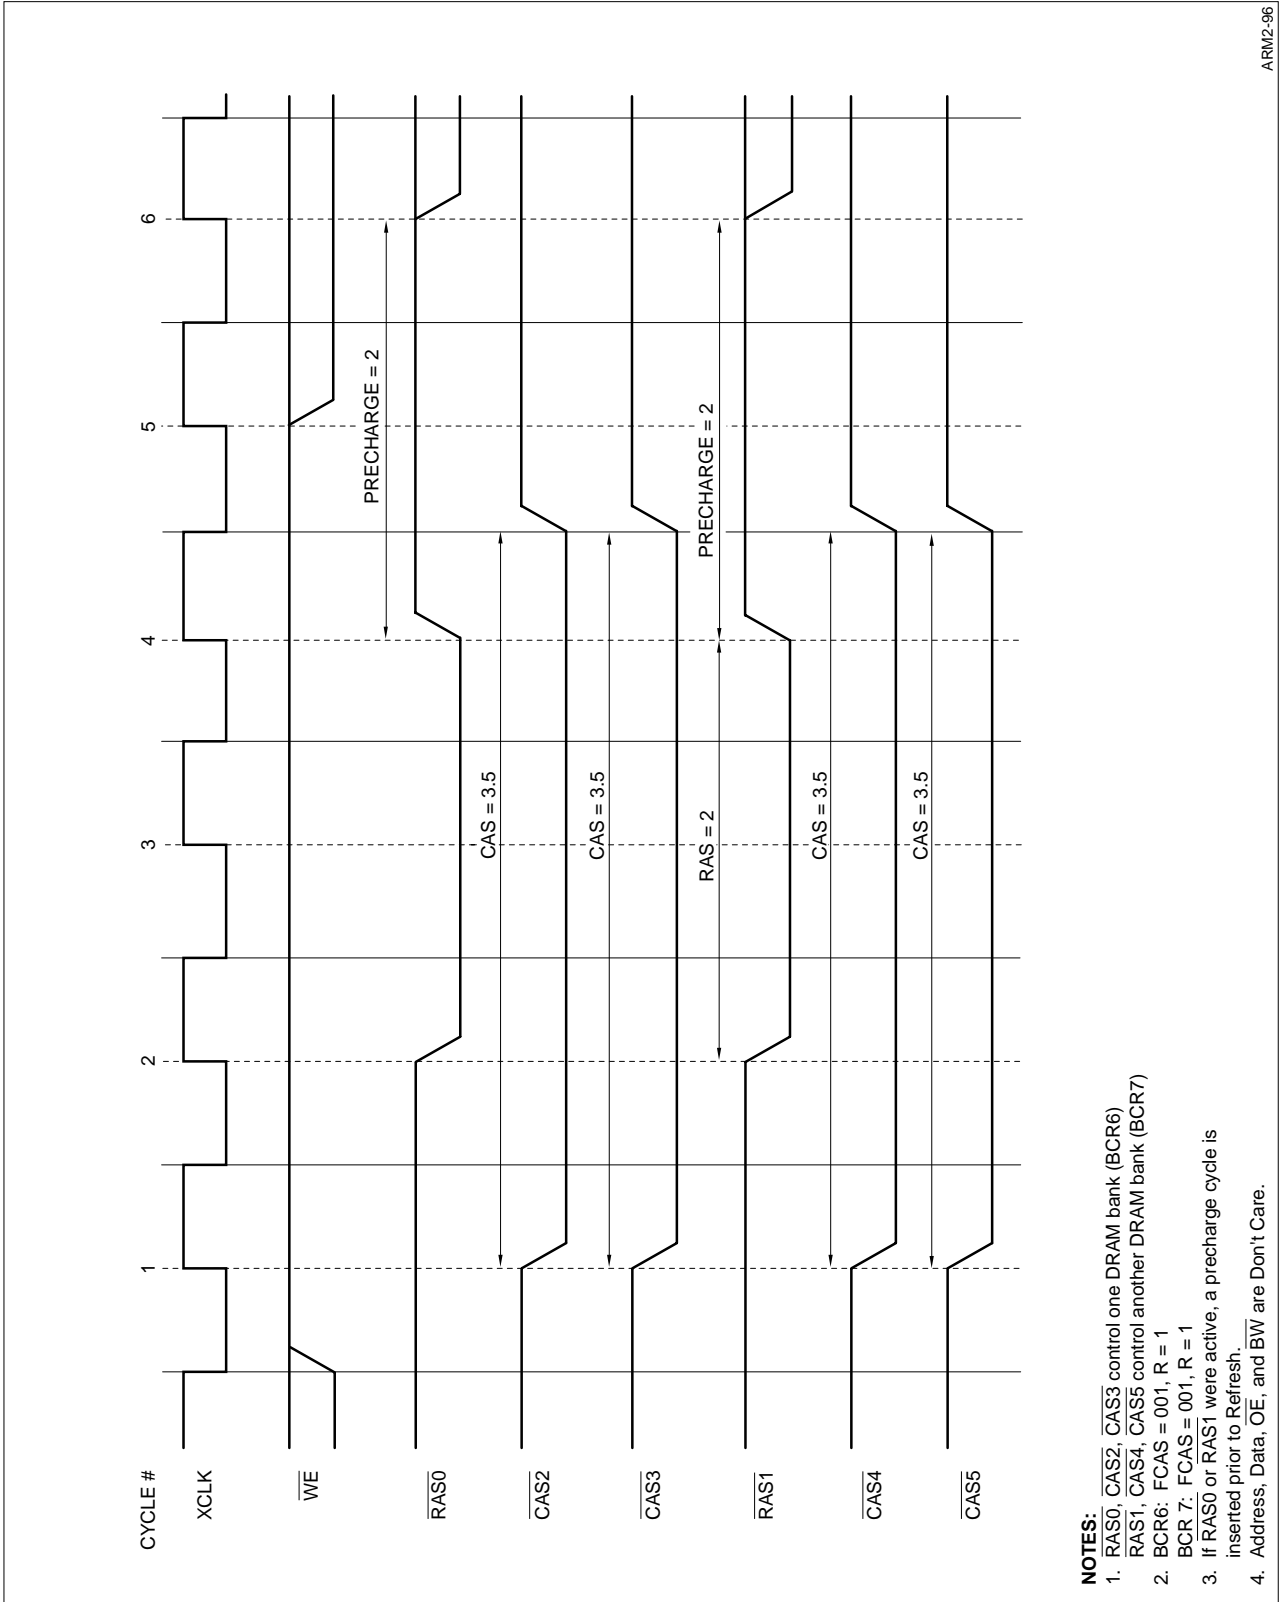 CYCLE # 1 2 3 4 5 6
XCLK
WE
PRECHARGE = 2
RAS0
CAS = 3.5
CAS2
CAS = 3.5
CAS3
RAS = 2 PRECHARGE = 2
RAS1
CAS = 3.5
CAS4
CAS = 3.5
CAS5
NOTES:
1. RAS0, CAS2, CAS3 control one DRAM bank (BCR6)
RAS1, CAS4, CAS5 control another DRAM bank (BCR7)
2. BCR6: FCAS = 001, R = 1
BCR 7: FCAS = 001, R = 1
3. If RAS0 or RAS1 were active, a precharge cycle is
inserted prior to Refresh.
4. Address, Data, OE, and BW are Don't Care.
ARM2-96